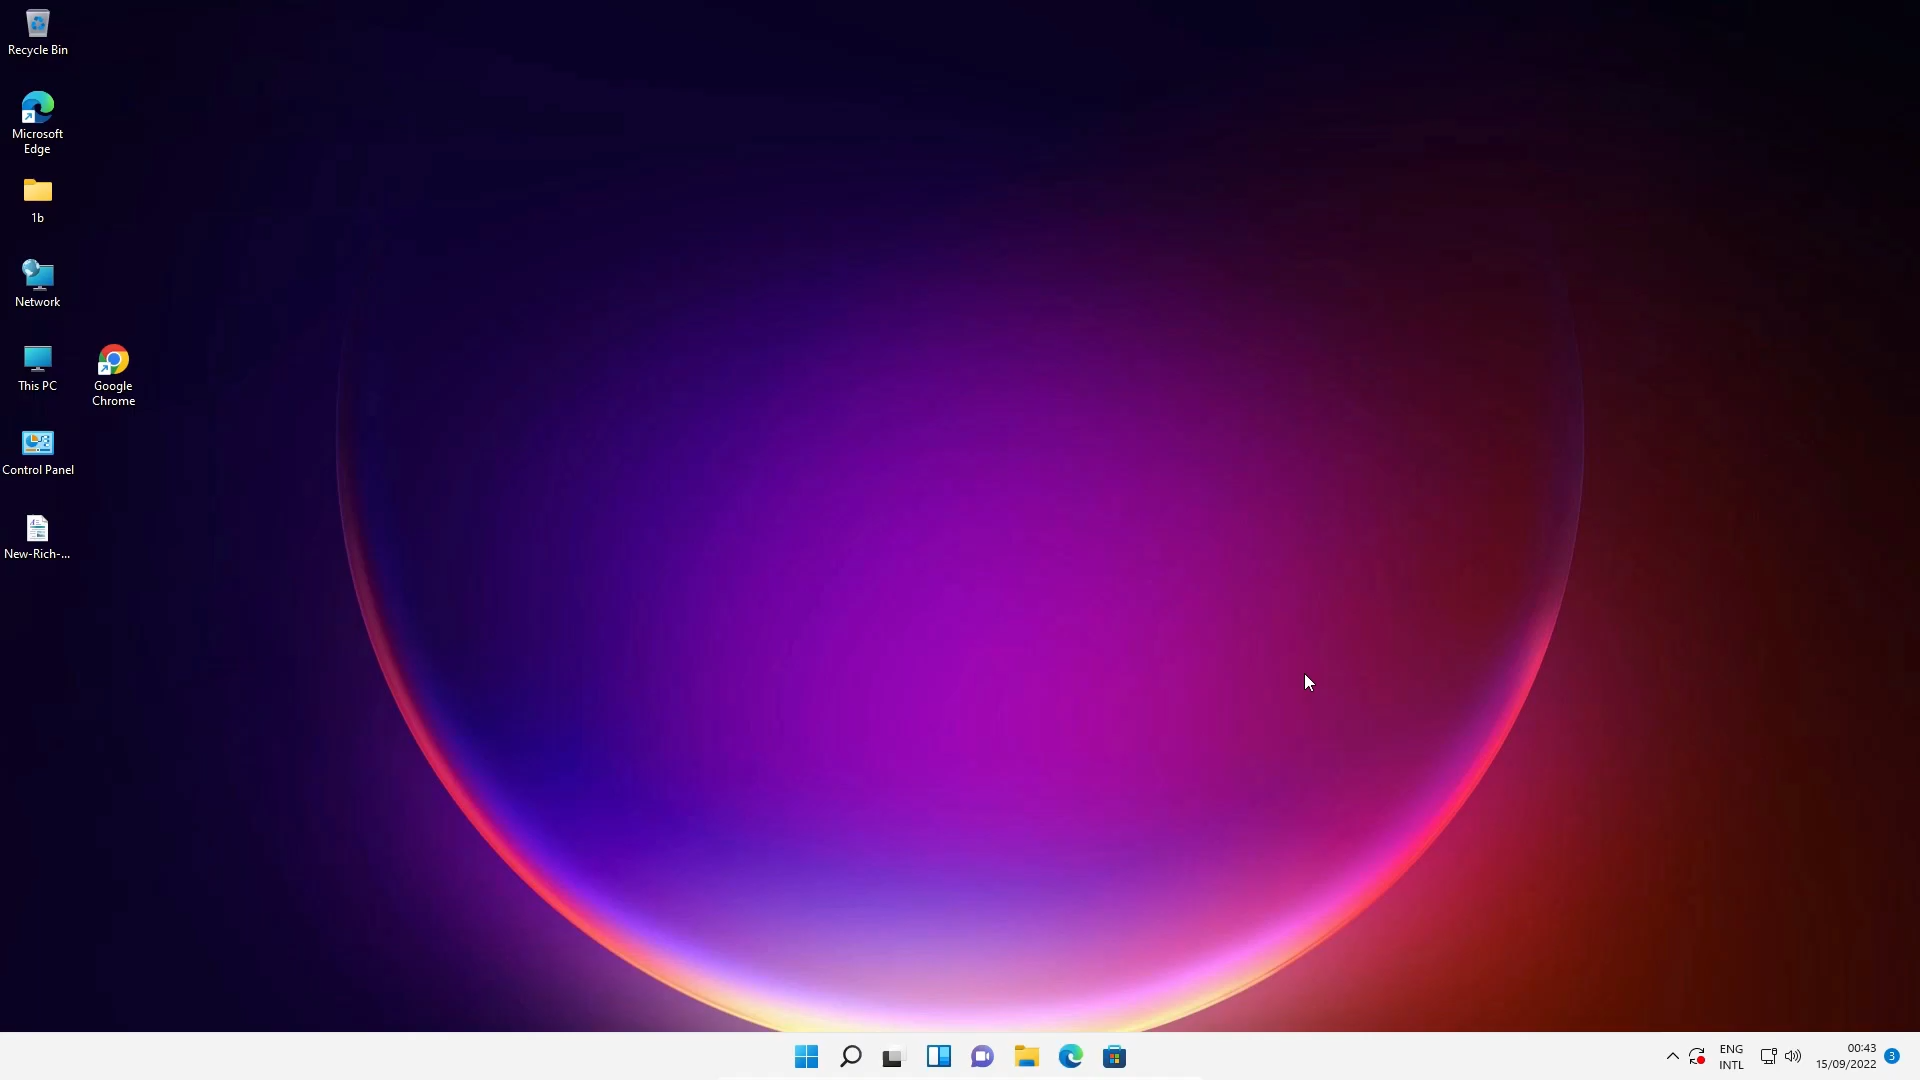 Recycle Bin
Microsoft
Edge
1b
Network
This PC
Google
Chrome
Control Panel
New-Rich-...
ENG
INTL
00:43
15/09/2022
3